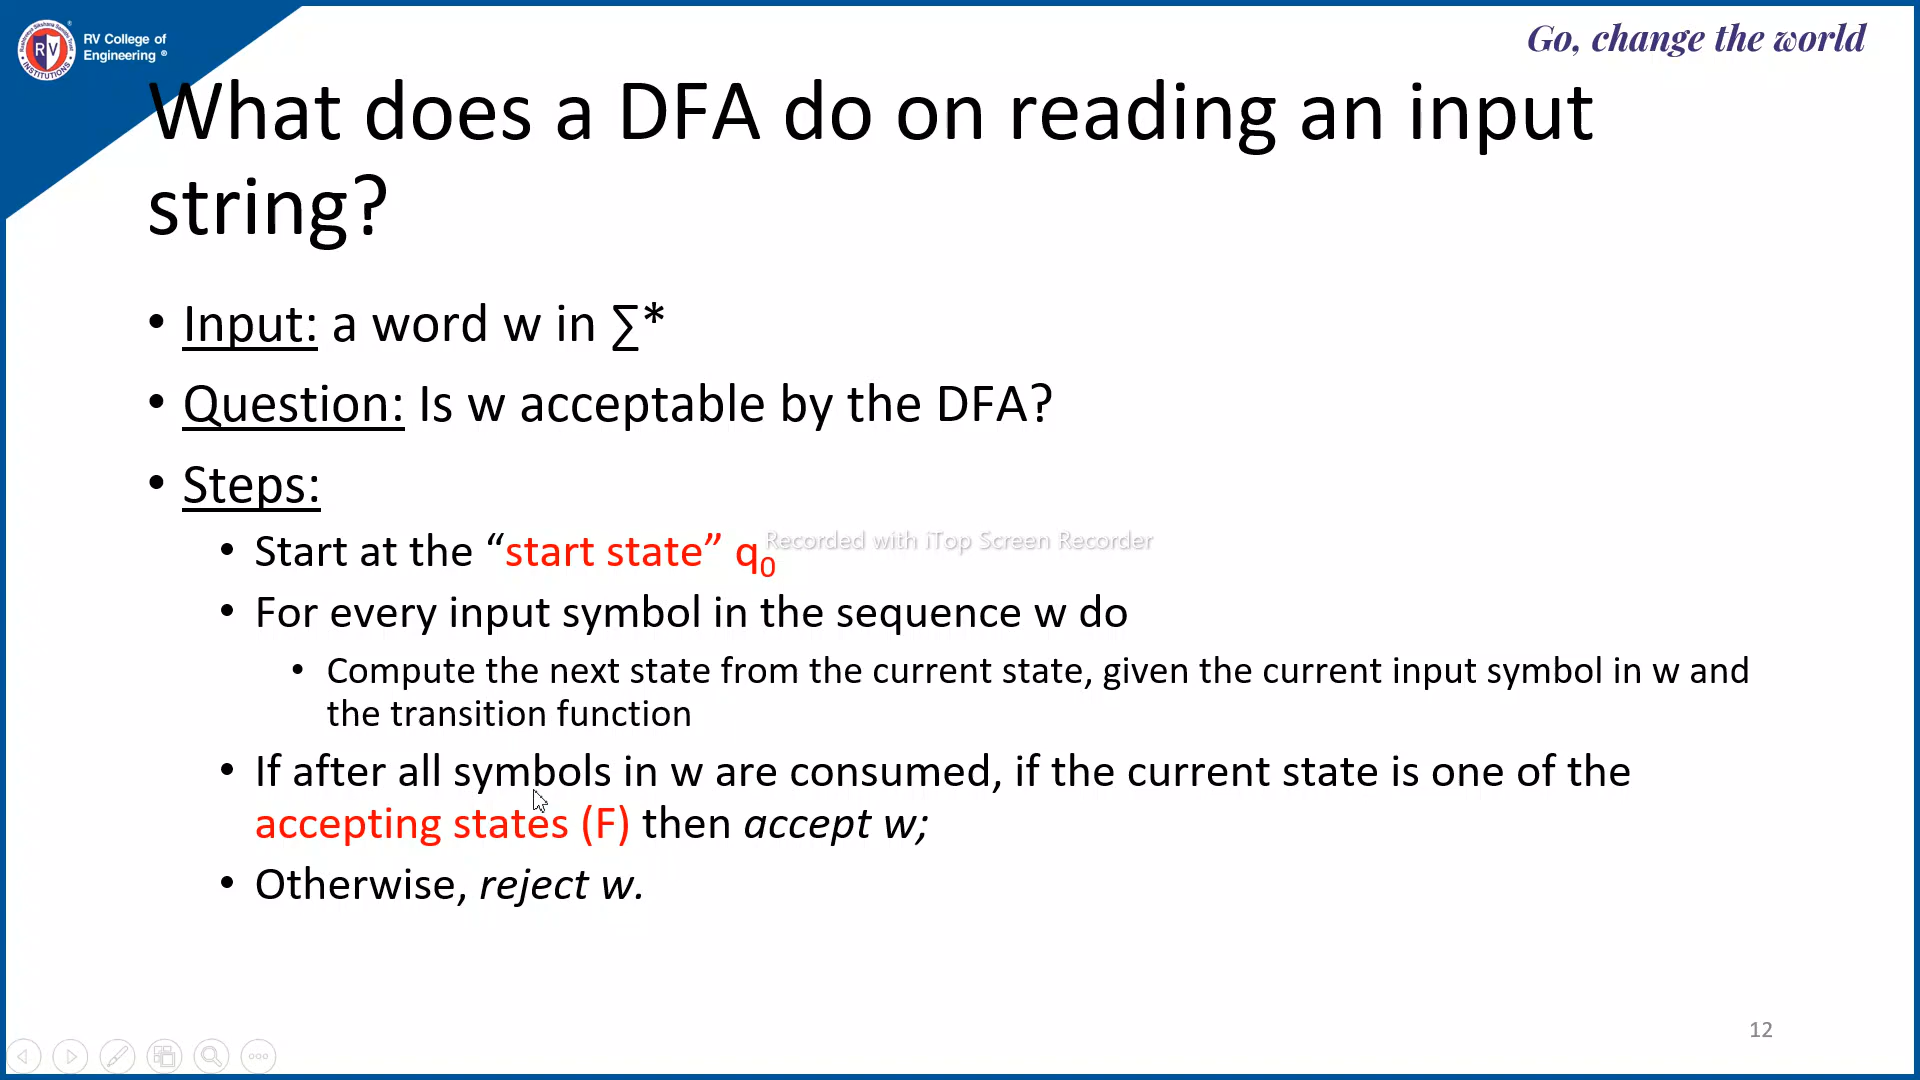 RV College of
Engineering ®
Go, change the world
What does a DFA do on reading an input
string?
• Input: a word w in ∑*
• Question: Is w acceptable by the DFA?
• Steps:
• Start at the “start state” q0
Recorded with iTop Screen Recorder
• For every input symbol in the sequence w do
• Compute the next state from the current state, given the current input symbol in w and
the transition function
• If after all symbols in w are consumed, if the current state is one of the
accepting states (F) then accept w;
• Otherwise, reject w.
12
RV
INSTITUTIONS